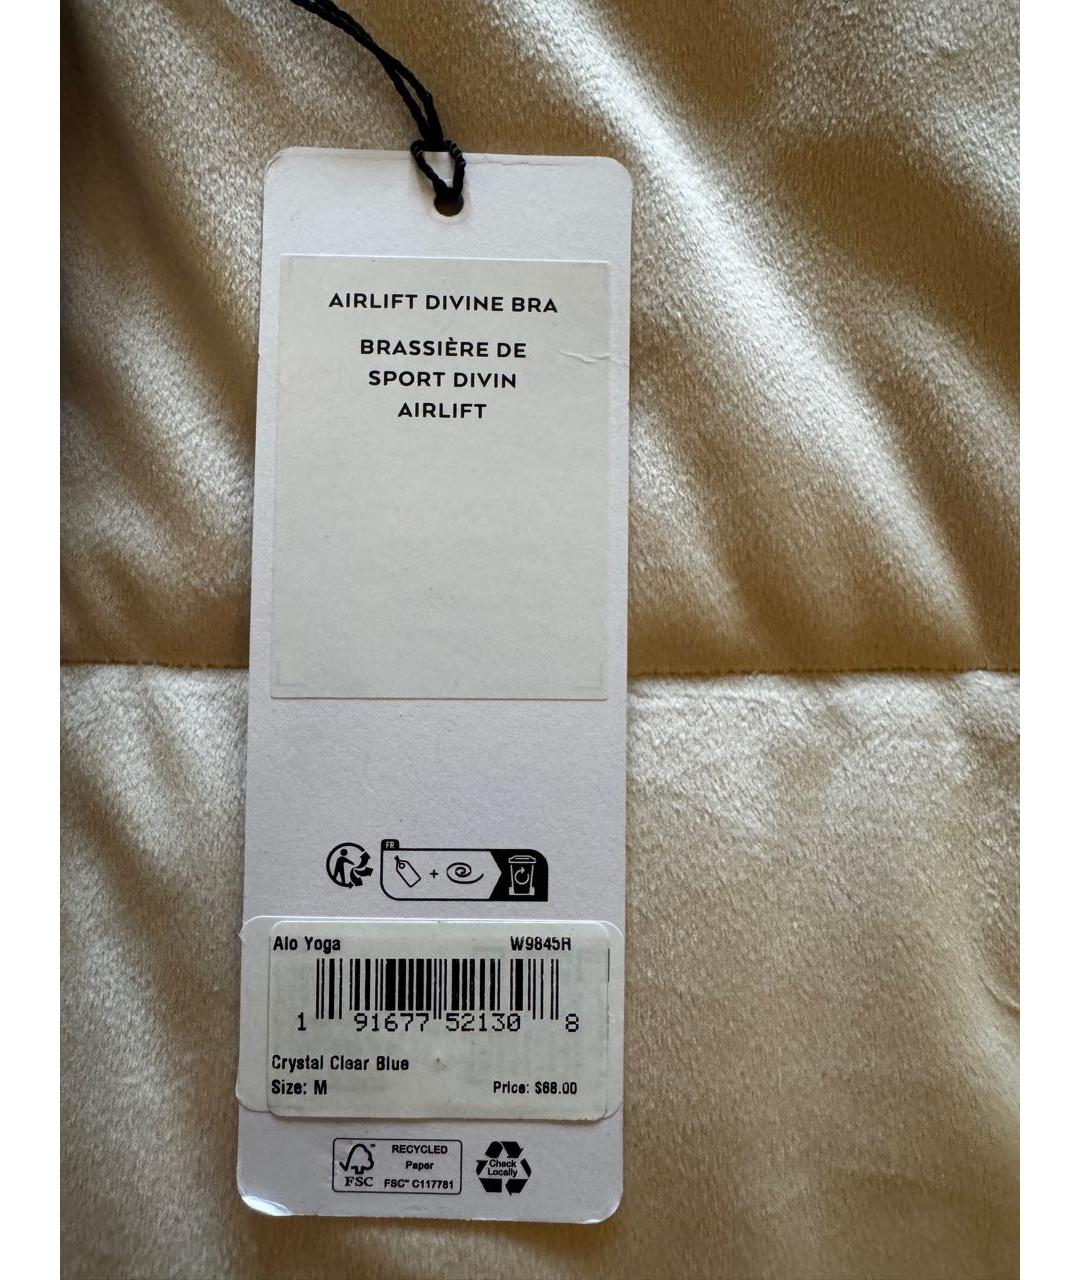 AIRLIFT DIVINE BRA
BRASSIÈRE DE
SPORT DIVIN
AIRLIFT
FR
+
Alo Yoga W9845R
1 91677 52130 8
Crystal Clear Blue
Size: M Price: $68.00
RECYCLED
Paper
FSC™ C117781
FSC
Check
Locally